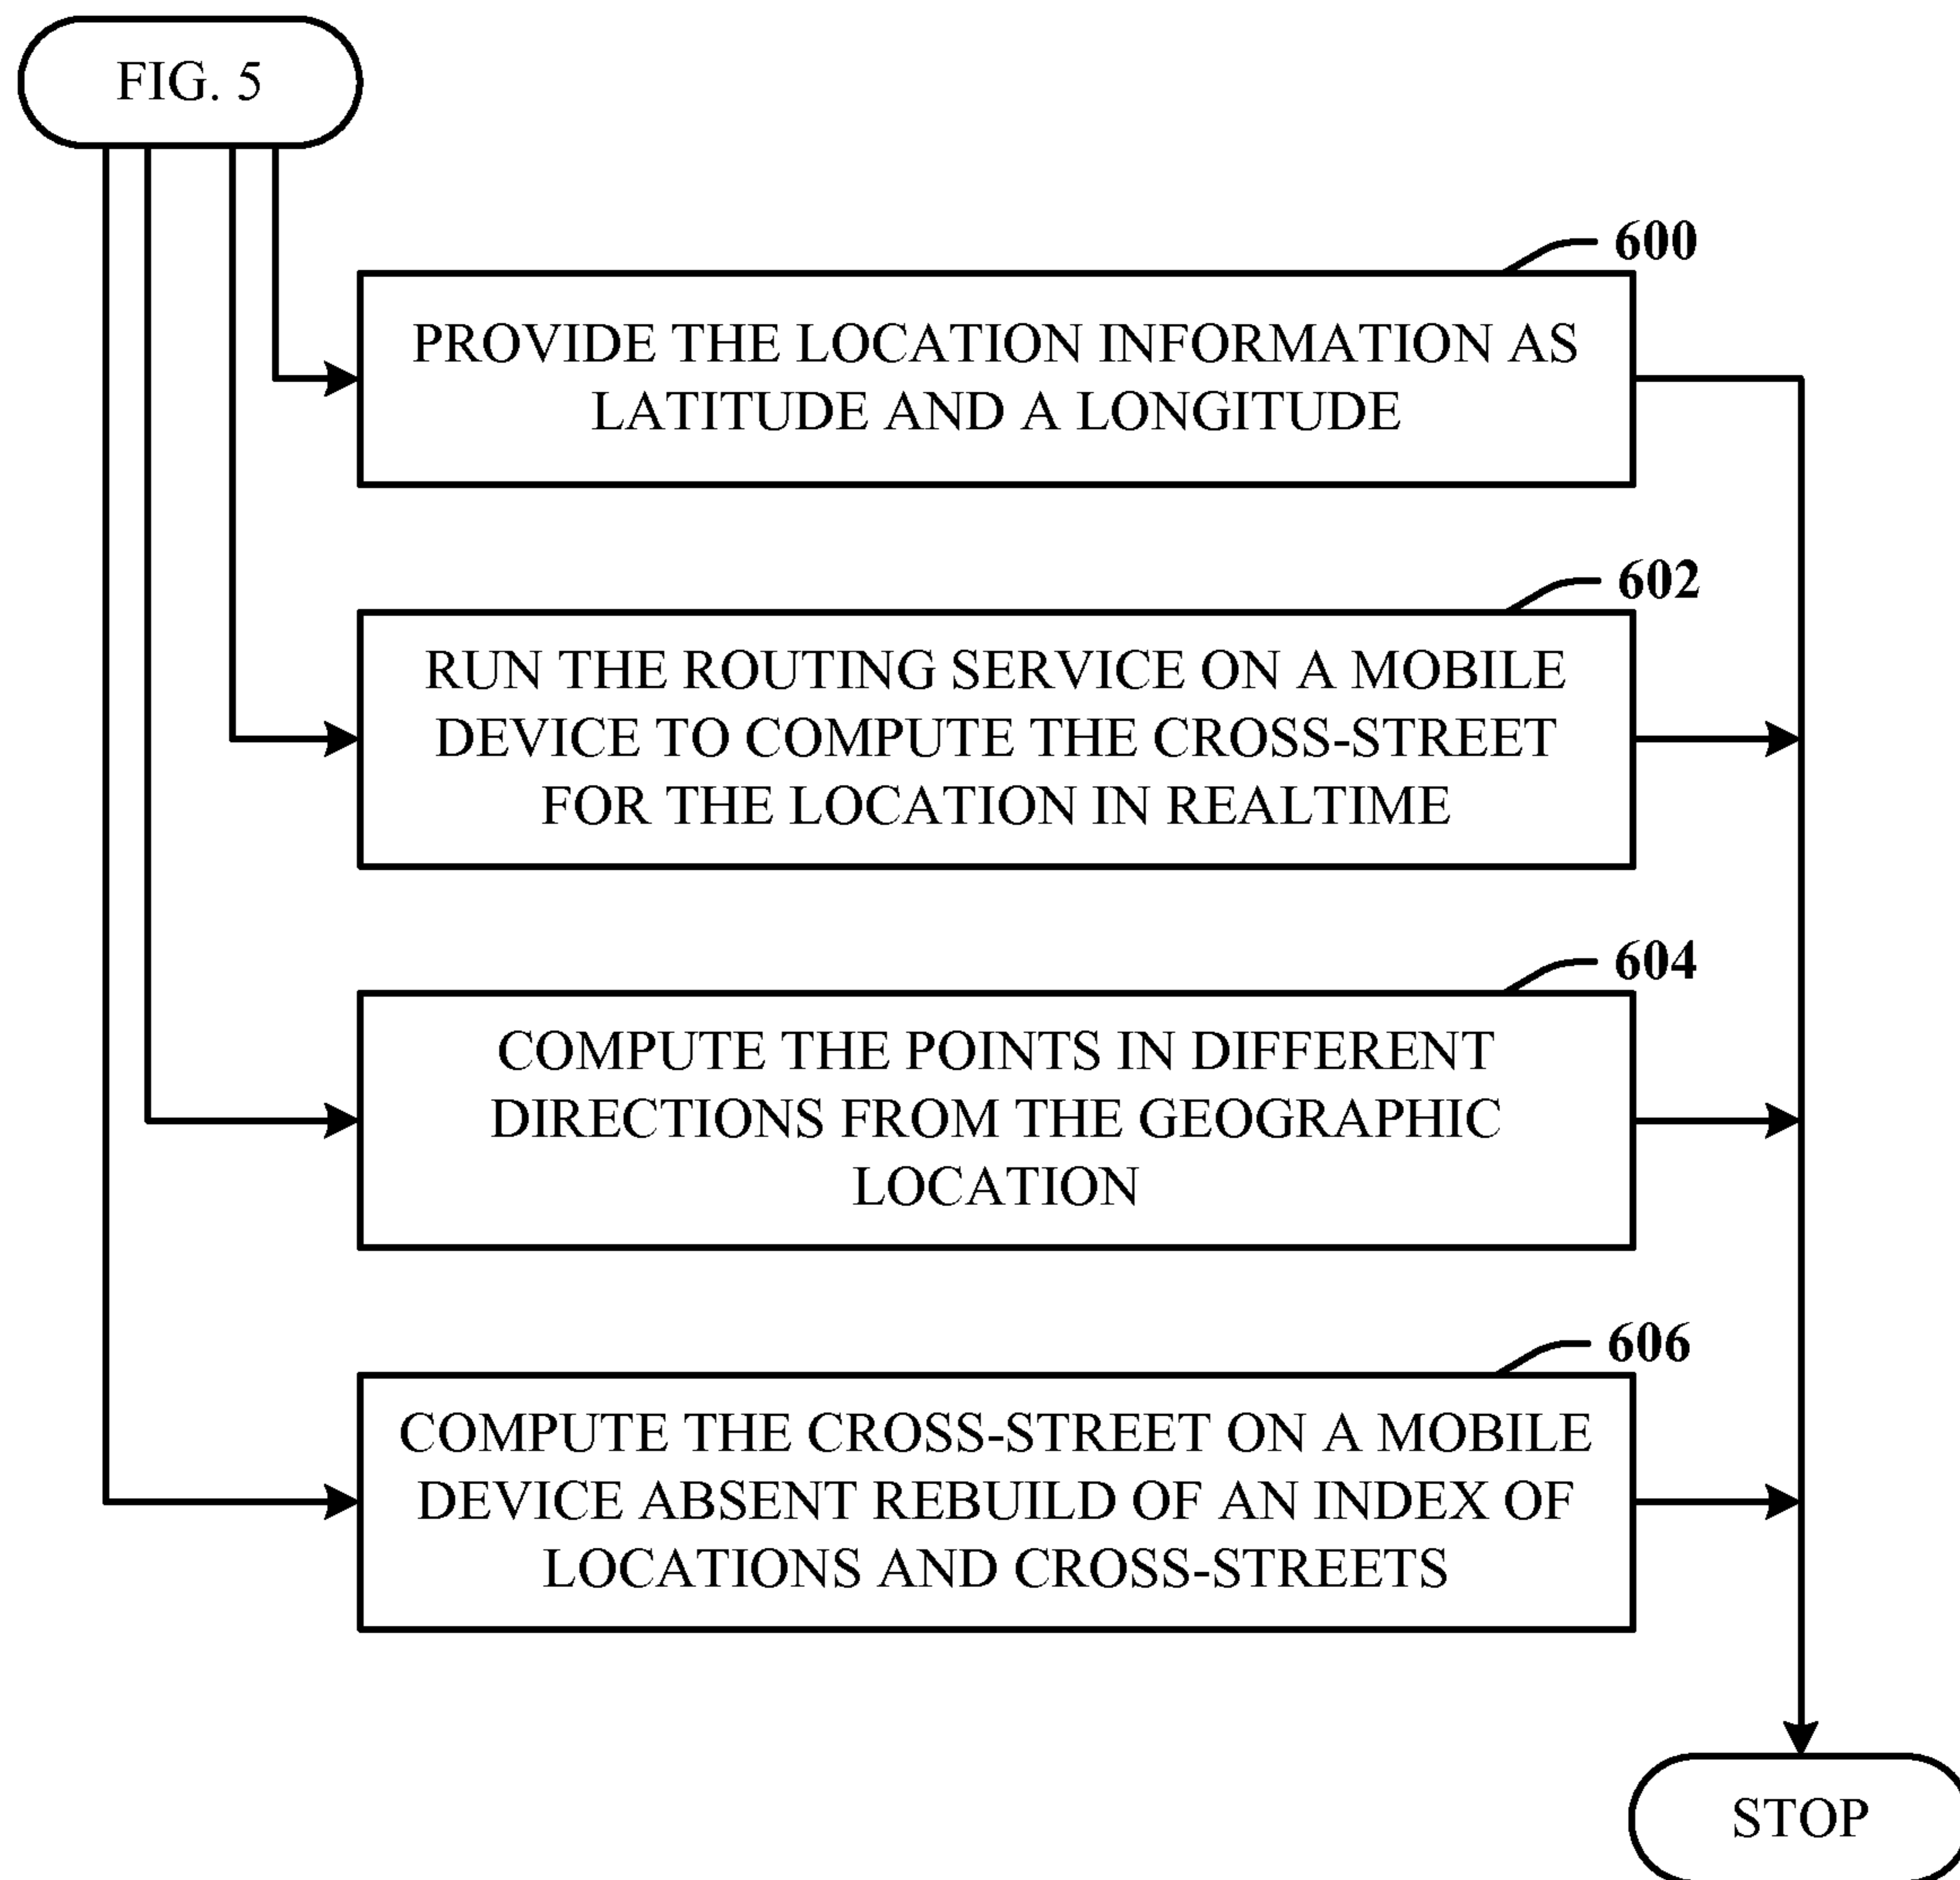 FIG. 5
600
PROVIDE THE LOCATION INFORMATION AS
LATITUDE AND A LONGITUDE
602
RUN THE ROUTING SERVICE ON A MOBILE
DEVICE TO COMPUTE THE CROSS-STREET
FOR THE LOCATION IN REALTIME
604
COMPUTE THE POINTS IN DIFFERENT
DIRECTIONS FROM THE GEOGRAPHIC
LOCATION
606
COMPUTE THE CROSS-STREET ON A MOBILE
DEVICE ABSENT REBUILD OF AN INDEX OF
LOCATIONS AND CROSS-STREETS
STOP